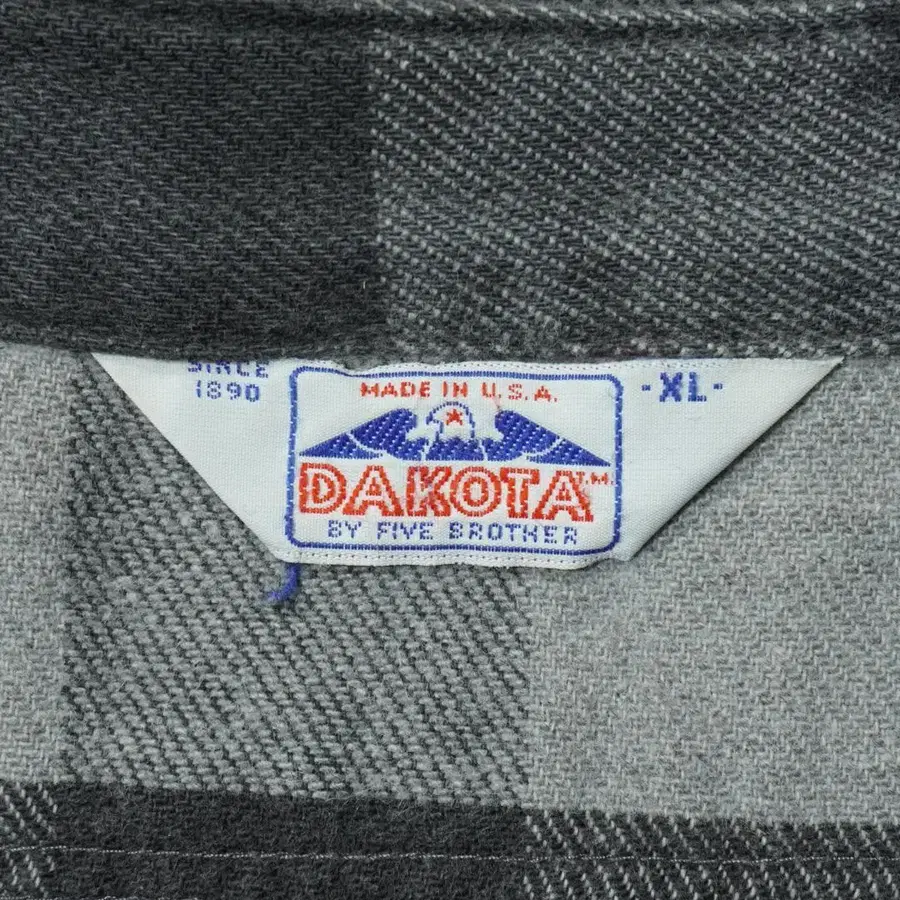 SINCE
1890
MADE IN U.S.A.
DAKOTA T.M.
BY FIVE BROTHER
-XL-